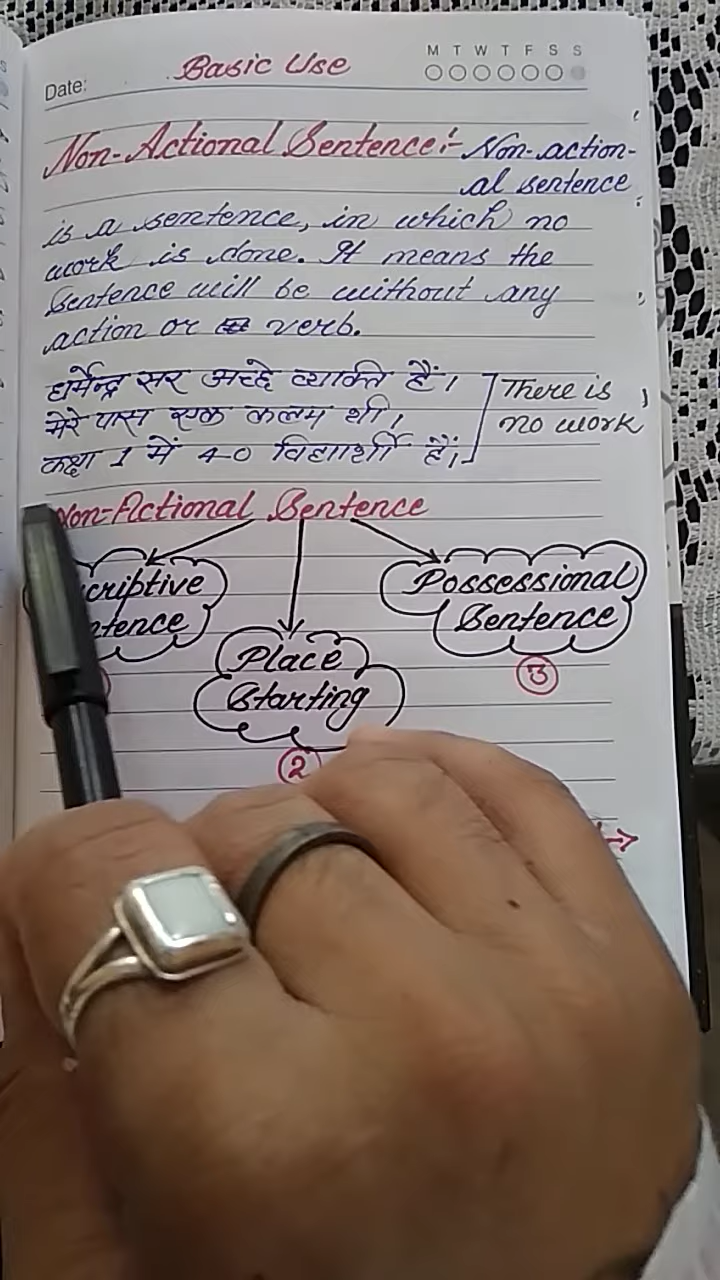 Basic Use
M T W T F S S
Date:
Non-Actional Sentence:- Non-action-
al sentence
is a sentence, in which no
work is done. It means the
Sentence will be without any
action or verb.
धर्मेन्द्र सर अच्छे व्याक्ति हैं।
मेरे पास एक कलम थी।
कक्षा 1 में 40 विद्यार्थी हैं।
There is
no work
Non-Actional Sentence
criptive
ntence
Possessional
Sentence
Place
Starting
3
2